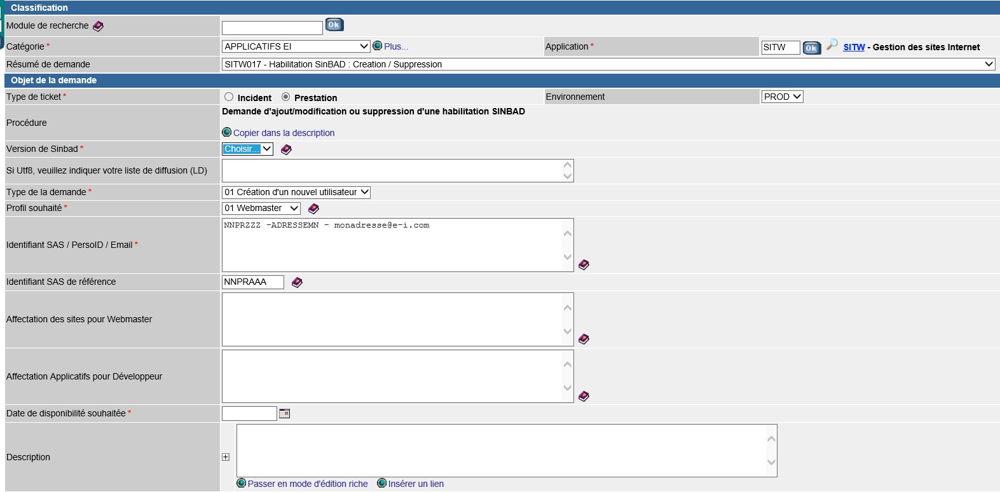 Classification
Module de recherche Ok
Catégorie * APPLICATIFS EI Plus... Application * SITW Ok SITW - Gestion des sites Internet
Résumé de demande SITW017 - Habilitation SinBAD : Creation / Suppression
Objet de la demande
Type de ticket * Incident Prestation Environnement PROD
Procédure Demande d'ajout/modification ou suppression d'une habilitation SINBAD
Copier dans la description
Version de Sinbad * Choisir...
Si Utf8, veuillez indiquer votre liste de diffusion (LD)
Type de la demande * 01 Création d'un nouvel utilisateur
Profil souhaité * 01 Webmaster
NNPRZZZ -ADRESSEMN - monadresse@e-i.com
Identifiant SAS / PersoID / Email *
Identifiant SAS de référence NNPRAAA
Affectation des sites pour Webmaster
Affectation Applicatifs pour Développeur
Date de disponibilité souhaitée *
Description
Passer en mode d'édition riche Insérer un lien